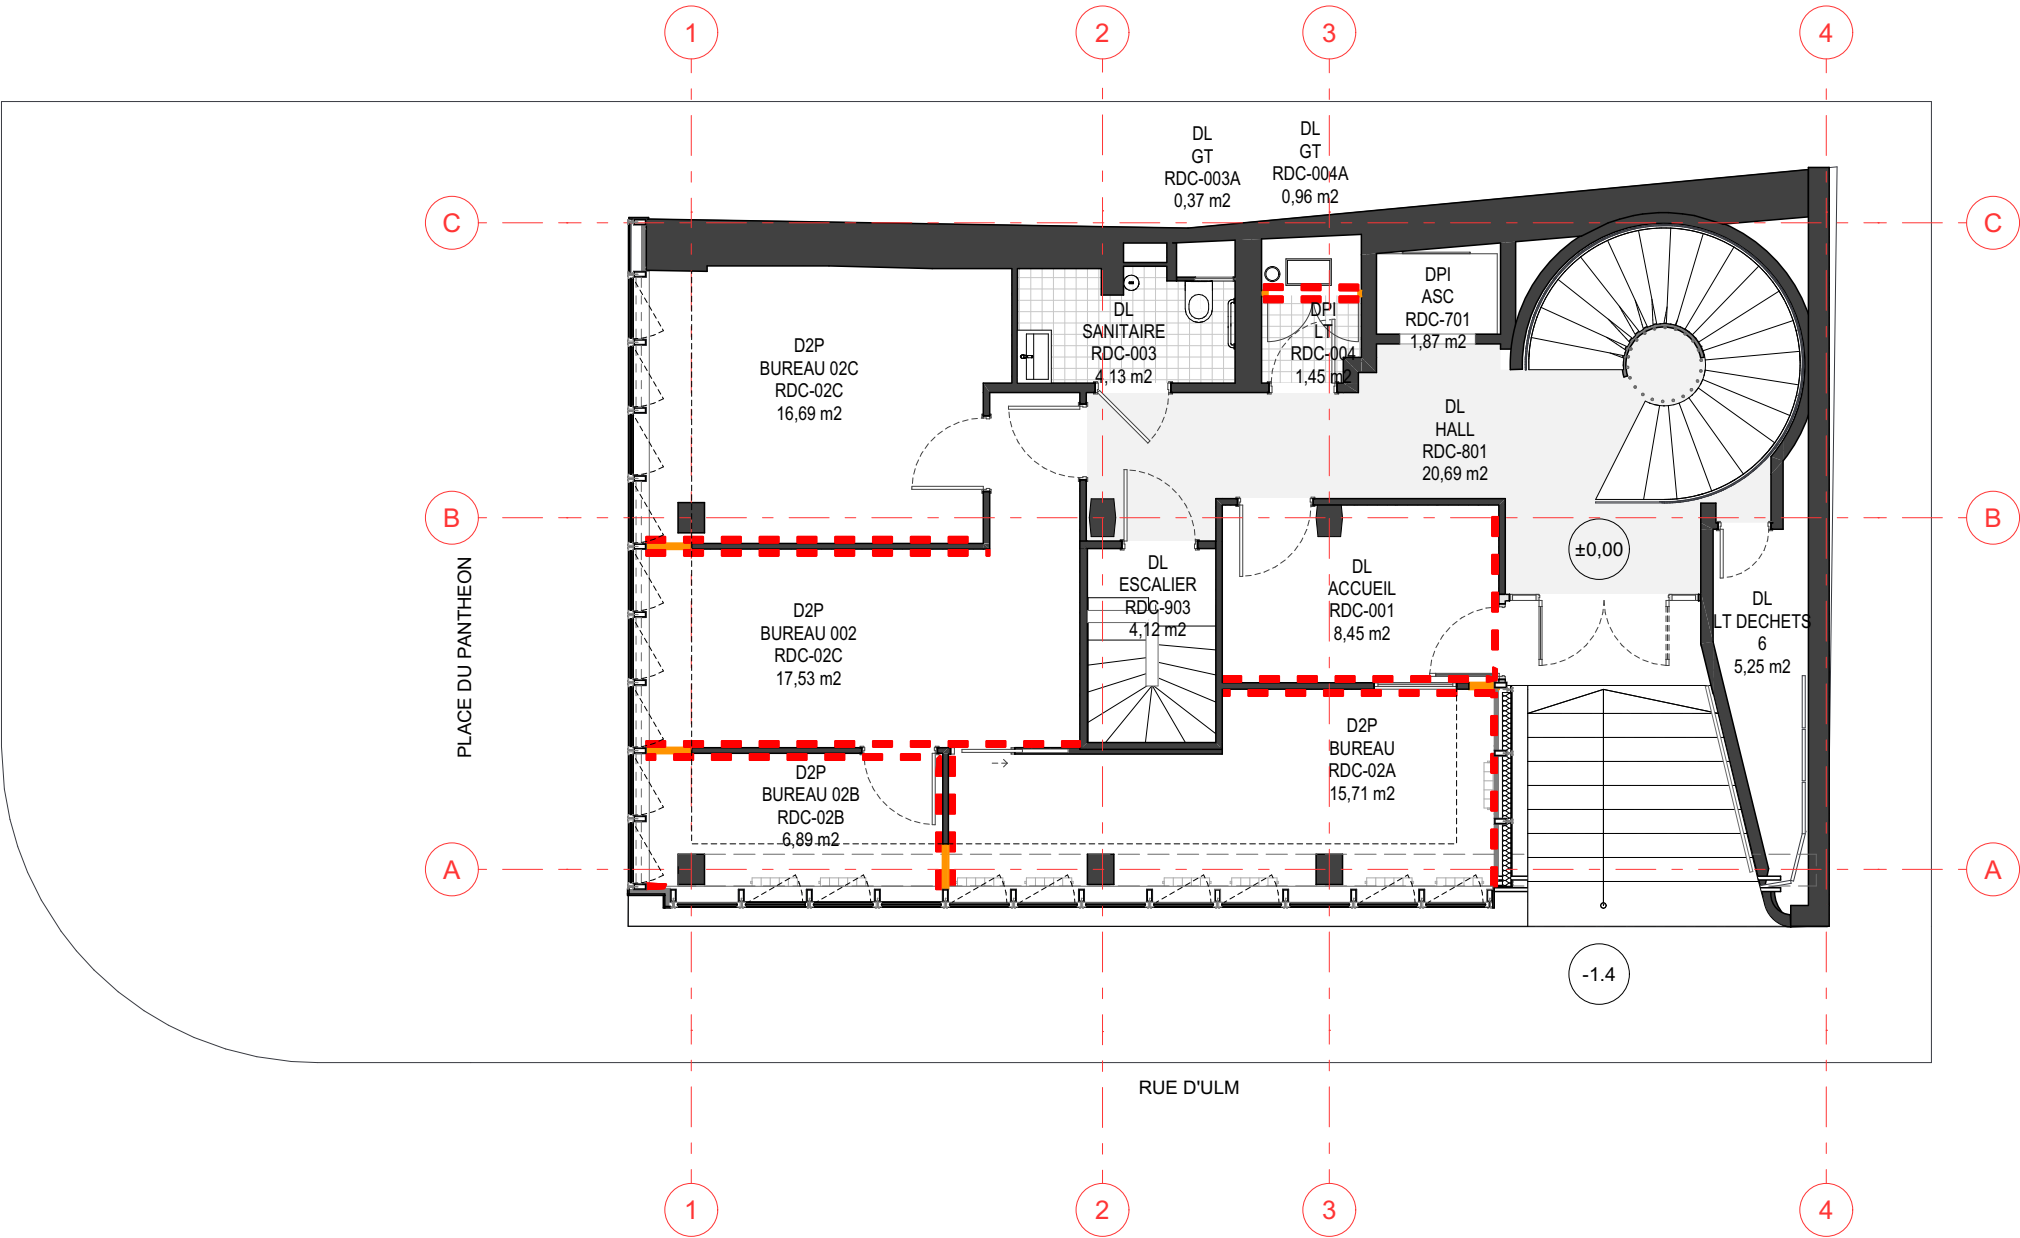 1
2
3
4
DL
GT
RDC-003A
0,37 m2
DL
GT
RDC-004A
0,96 m2
C
C
D2P
BUREAU 02C
RDC-02C
16,69 m2
DL
SANITAIRE
RDC-003
4,13 m2
DPI
LT
RDC-004
1,45 m2
DPI
ASC
RDC-701
1,87 m2
DL
HALL
RDC-801
20,69 m2
B
B
±0,00
PLACE DU PANTHEON
D2P
BUREAU 002
RDC-02C
17,53 m2
DL
ESCALIER
RDC-903
4,12 m2
DL
ACCUEIL
RDC-001
8,45 m2
DL
LT DECHETS
6
5,25 m2
D2P
BUREAU 02B
RDC-02B
6,89 m2
D2P
BUREAU
RDC-02A
15,71 m2
A
A
-1.4
RUE D'ULM
1
2
3
4